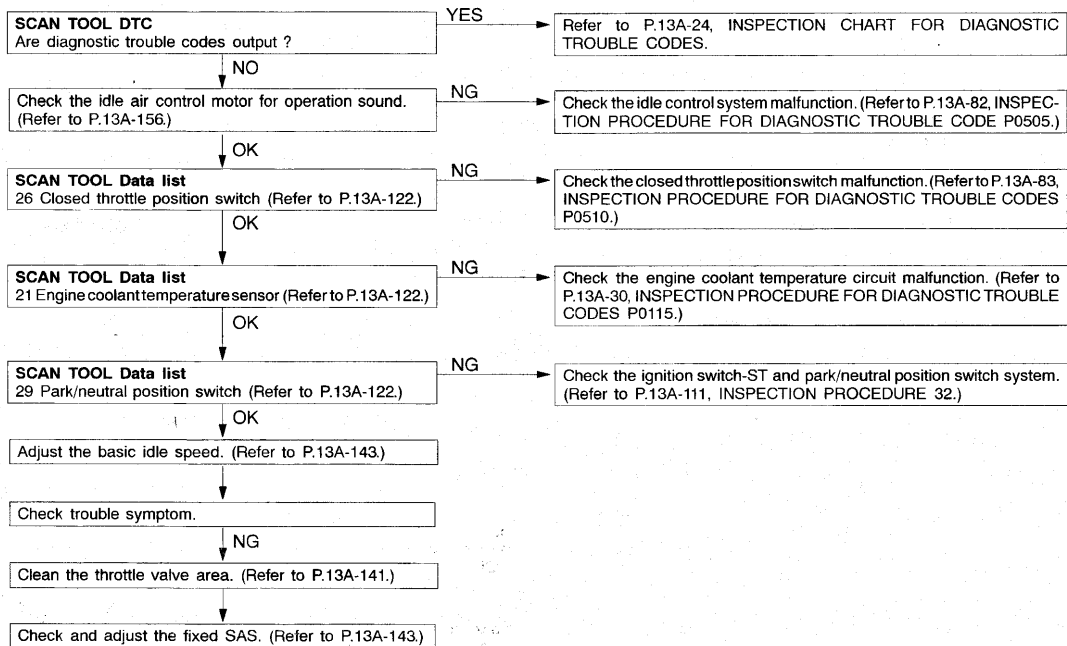 SCAN TOOL DTC
Are diagnostic trouble codes output ?
YES
Refer to P.13A-24, INSPECTION CHART FOR DIAGNOSTIC
TROUBLE CODES.
NO
Check the idle air control motor for operation sound.
(Refer to P.13A-156.)
NG
Check the idle control system malfunction. (Refer to P.13A-82, INSPEC-
TION PROCEDURE FOR DIAGNOSTIC TROUBLE CODE P0505.)
OK
SCAN TOOL Data list
26 Closed throttle position switch (Refer to P.13A-122.)
NG
Check the closed throttle position switch malfunction. (Refer to P.13A-83,
INSPECTION PROCEDURE FOR DIAGNOSTIC TROUBLE CODES
P0510.)
OK
SCAN TOOL Data list
21 Engine coolant temperature sensor (Refer to P.13A-122.)
NG
Check the engine coolant temperature circuit malfunction. (Refer to
P.13A-30, INSPECTION PROCEDURE FOR DIAGNOSTIC TROUBLE
CODES P0115.)
OK
SCAN TOOL Data list
29 Park/neutral position switch (Refer to P.13A-122.)
NG
Check the ignition switch-ST and park/neutral position switch system.
(Refer to P.13A-111, INSPECTION PROCEDURE 32.)
OK
Adjust the basic idle speed. (Refer to P.13A-143.)
Check trouble symptom.
NG
Clean the throttle valve area. (Refer to P.13A-141.)
Check and adjust the fixed SAS. (Refer to P.13A-143.)